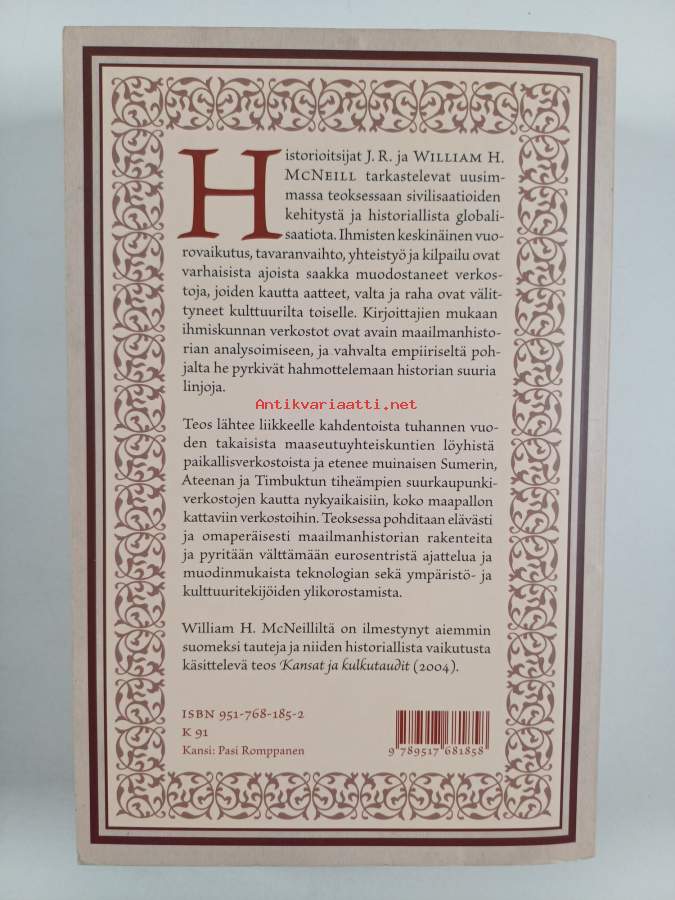 Historioitsijat J. R. ja William H.
McNeill tarkastelevat uusim-
massa teoksessaan sivilisaatioiden
kehitystä ja historiallista globali-
saatiota. Ihmisten keskinäinen vuo-
rovaikutus, tavaranvaihto, yhteistyö ja kilpailu ovat
varhaisista ajoista saakka muodostaneet verkos-
toja, joiden kautta aatteet, valta ja raha ovat välit-
tyneet kulttuurilta toiselle. Kirjoittajien mukaan
ihmiskunnan verkostot ovat avain maailmanhisto-
rian analysoimiseen, ja vahvalta empiiriseltä poh-
jalta he pyrkivät hahmottelemaan historian suuria
linjoja.
Antikvariaatti.net
Teos lähtee liikkeelle kahdentoista tuhannen vuo-
den takaisista maaseutuyhteiskuntien löyhistä
paikallisverkostoista ja etenee muinaisen Sumerin,
Ateenan ja Timbuktun tiheämpien suurkaupunki-
verkostojen kautta nykyaikaisiin, koko maapallon
kattaviin verkostoihin. Teoksessa pohditaan elävästi
ja omaperäisesti maailmanhistorian rakenteita
ja pyritään välttämään eurosentristä ajattelua ja
muodinmukaista teknologian sekä ympäristö- ja
kulttuuritekijöiden ylikorostamista.
William H. McNeilliltä on ilmestynyt aiemmin
suomeksi tauteja ja niiden historiallista vaikutusta
käsittelevä teos Kansat ja kulkutaudit (2004).
ISBN 951-768-185-2
K 91
Kansi: Pasi Romppanen
9 789517 681858